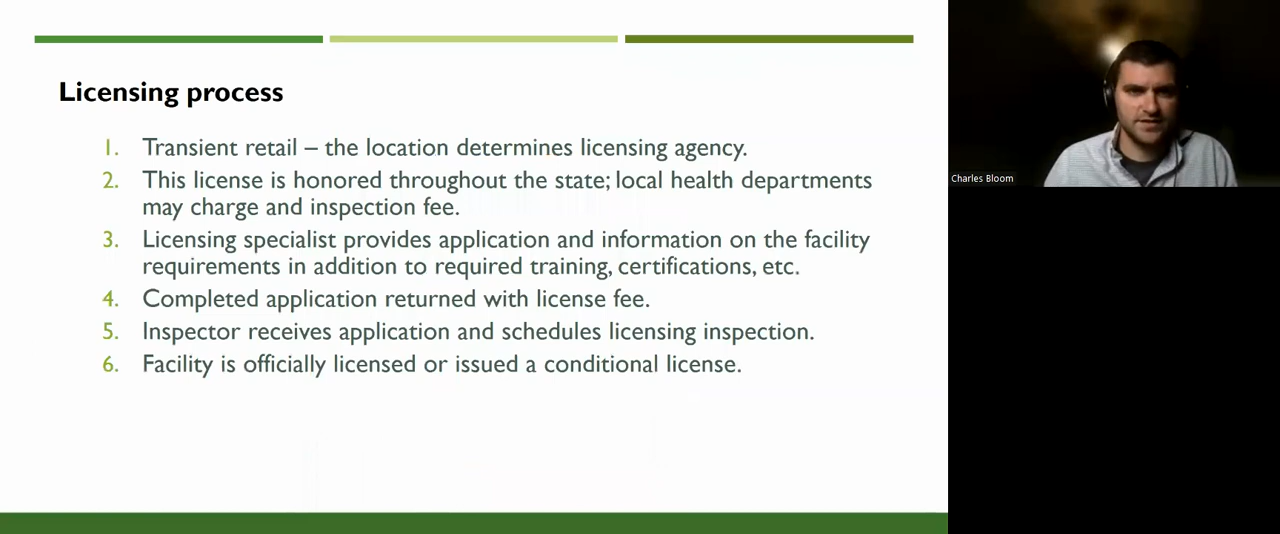 Licensing process
1. Transient retail – the location determines licensing agency.
2. This license is honored throughout the state; local health departments
may charge and inspection fee.
3. Licensing specialist provides application and information on the facility
requirements in addition to required training, certifications, etc.
4. Completed application returned with license fee.
5. Inspector receives application and schedules licensing inspection.
6. Facility is officially licensed or issued a conditional license.
Charles Bloom